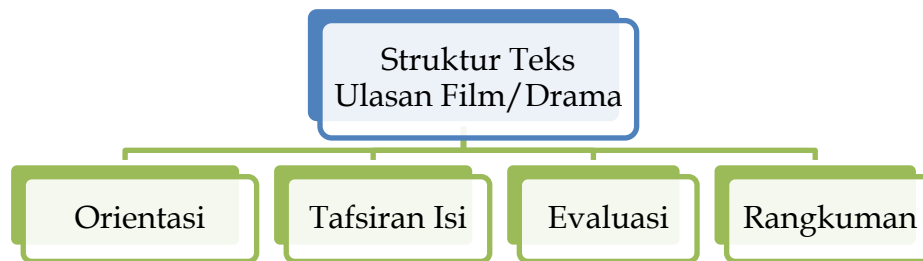 Struktur Teks
Ulasan Film/Drama
Orientasi
Tafsiran Isi
Evaluasi
Rangkuman